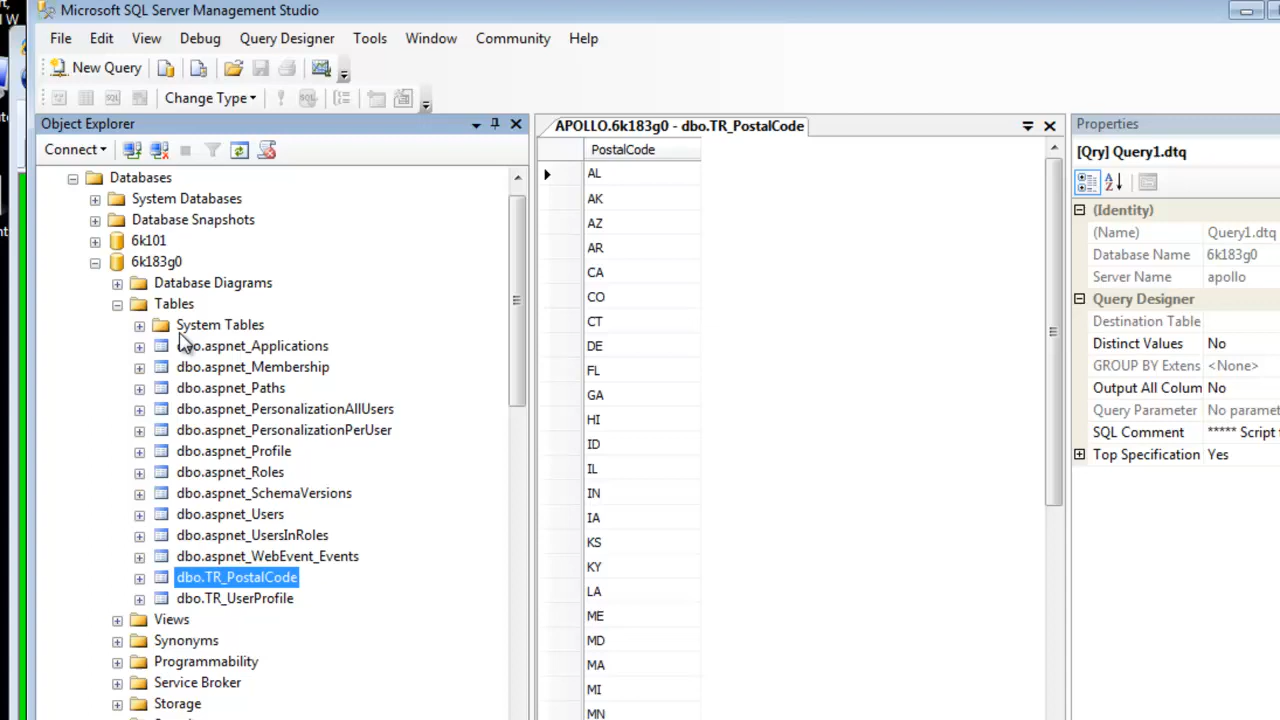 Microsoft SQL Server Management Studio
File Edit View Debug Query Designer Tools Window Community Help
New Query
Change Type
Object Explorer
Connect
Databases
System Databases
Database Snapshots
6k101
6k183g0
Database Diagrams
Tables
System Tables
dbo.aspnet_Applications
dbo.aspnet_Membership
dbo.aspnet_Paths
dbo.aspnet_PersonalizationAllUsers
dbo.aspnet_PersonalizationPerUser
dbo.aspnet_Profile
dbo.aspnet_Roles
dbo.aspnet_SchemaVersions
dbo.aspnet_Users
dbo.aspnet_UsersInRoles
dbo.aspnet_WebEvent_Events
dbo.TR_PostalCode
dbo.TR_UserProfile
Views
Synonyms
Programmability
Service Broker
Storage
APOLLO.6k183g0 - dbo.TR_PostalCode
PostalCode
AL
AK
AZ
AR
CA
CO
CT
DE
FL
GA
HI
ID
IL
IN
IA
KS
KY
LA
ME
MD
MA
MI
MN
Properties
[Qry] Query1.dtq
(Identity)
(Name) Query1.dtq
Database Name 6k183g0
Server Name apollo
Query Designer
Destination Table
Distinct Values No
GROUP BY Extens <None>
Output All Colum No
Query Parameter No parame
SQL Comment ***** Script
Top Specification Yes